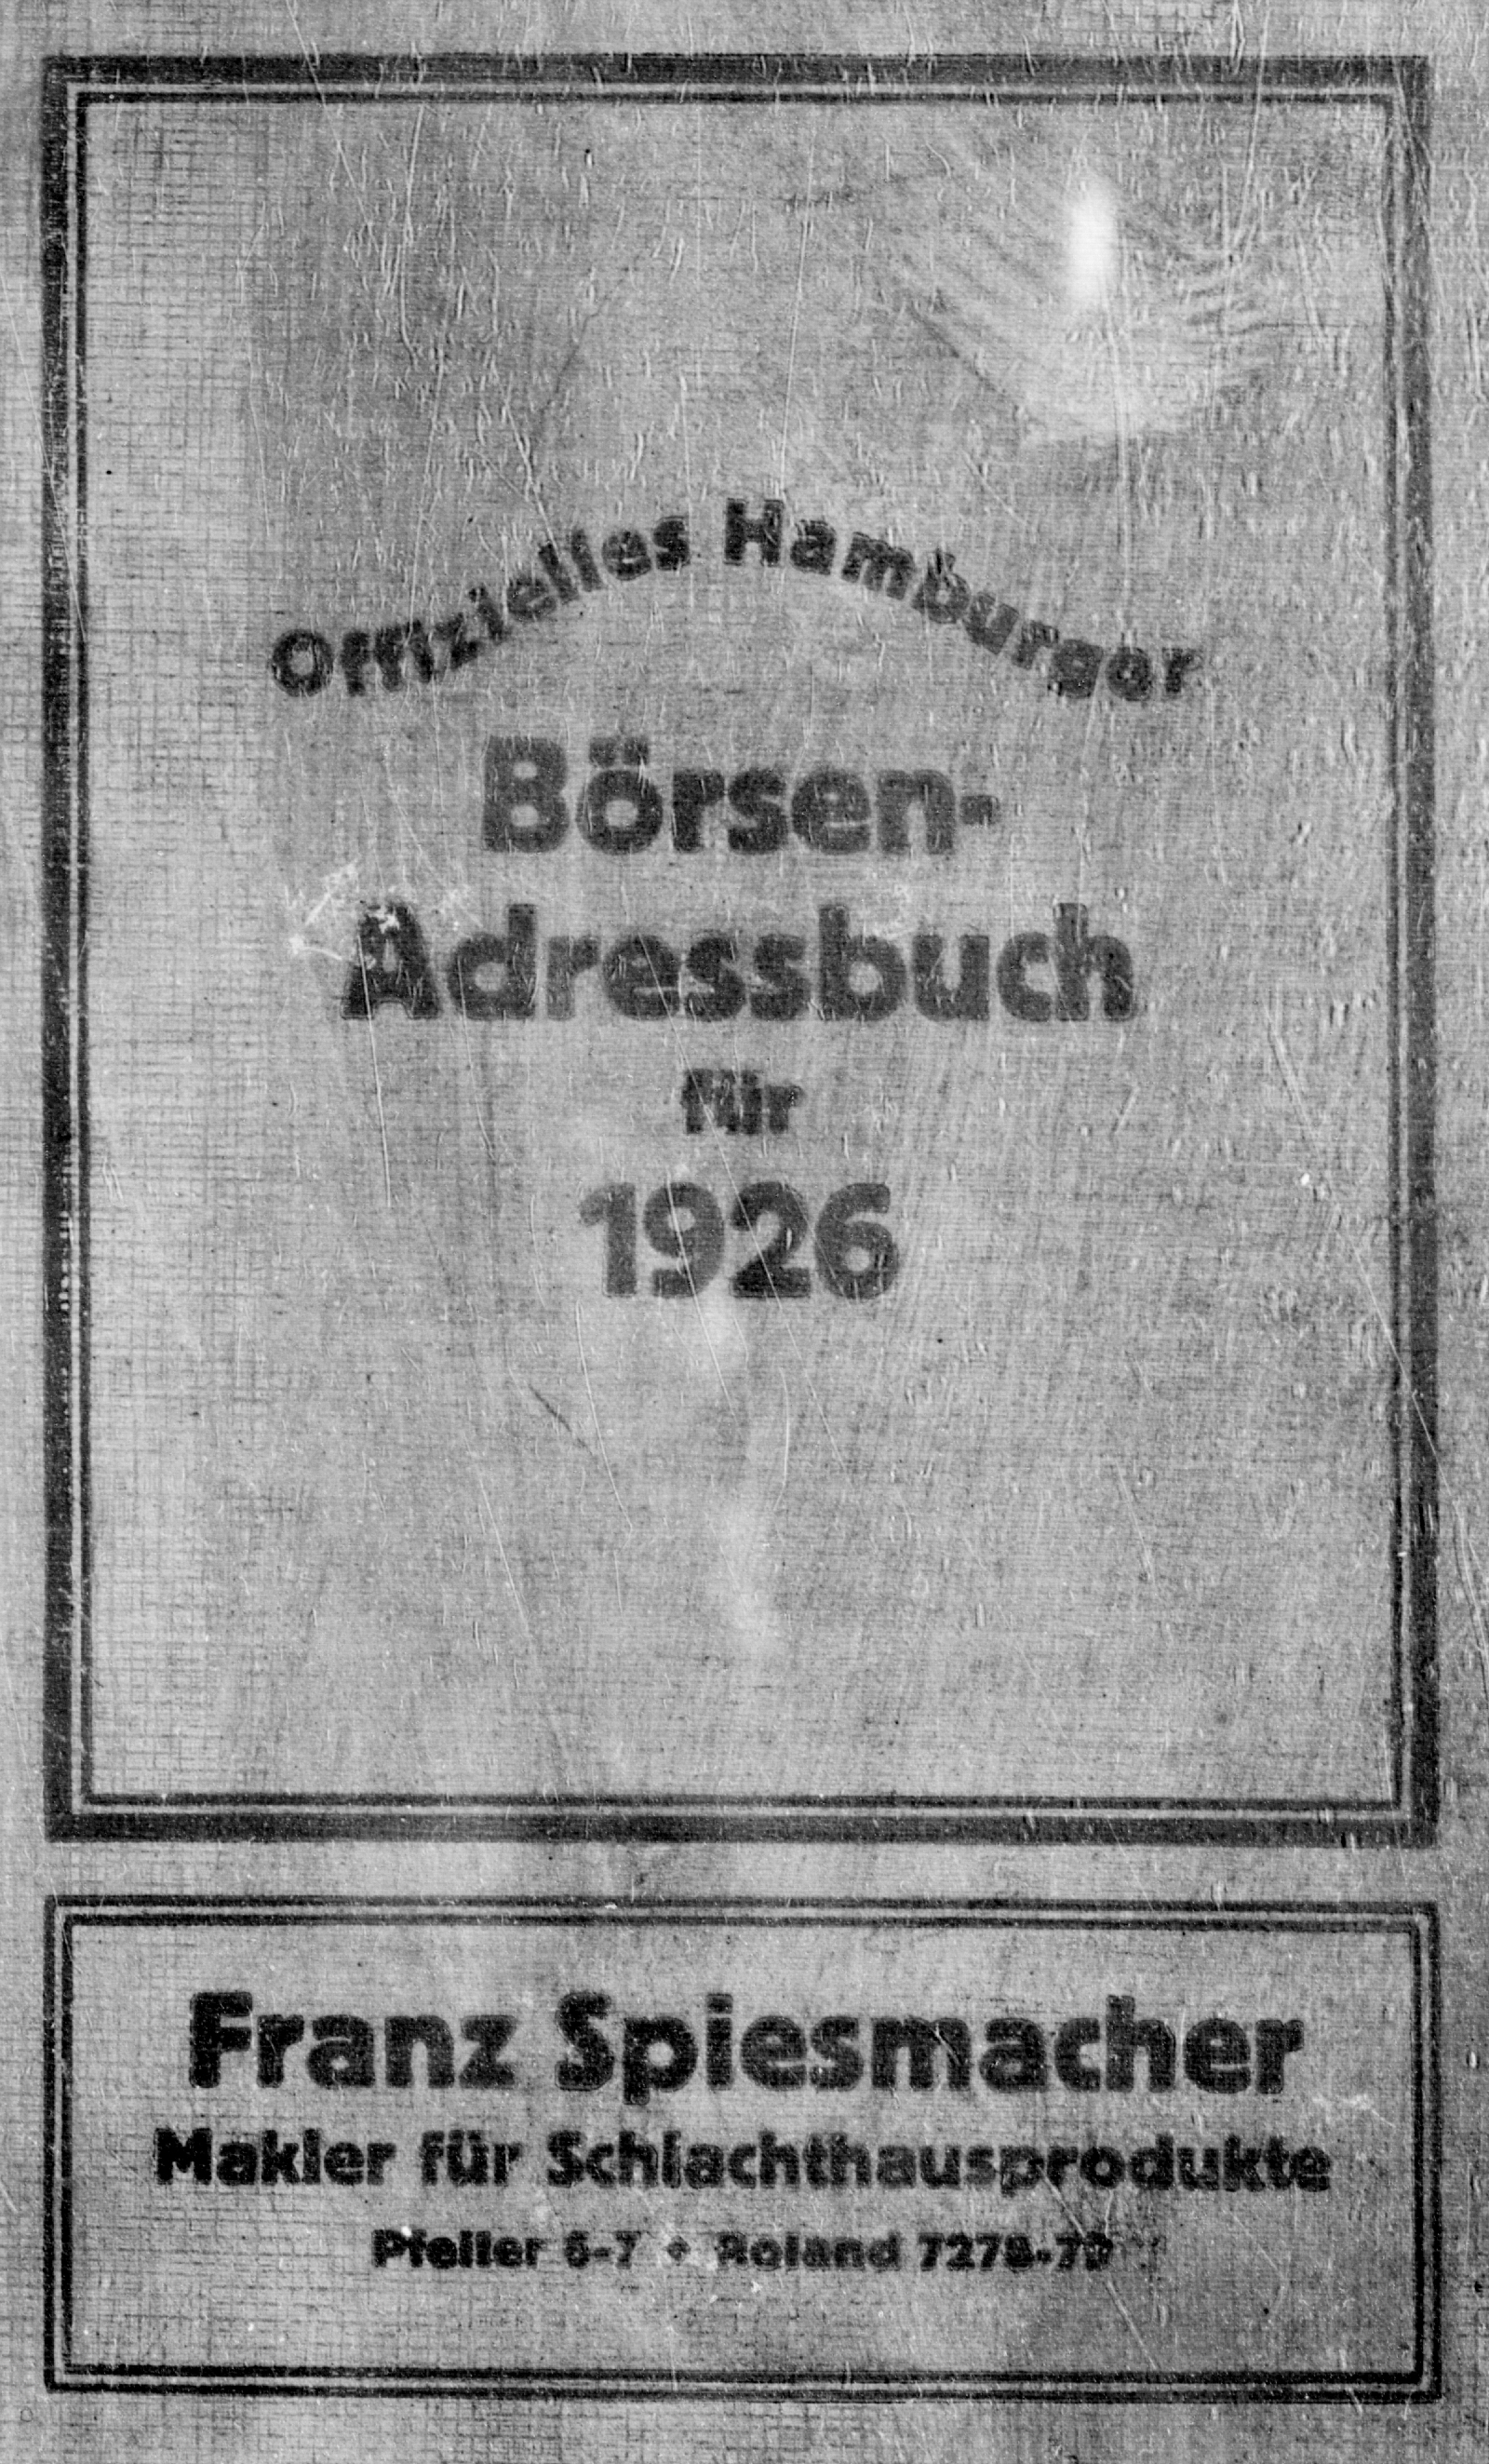 Offizielles Hamburger
Börsen-
Adressbuch
für
1926
Franz Spiesmacher
Makler für Schlachthausprodukte
Pfeiler 6-7 + Roland 7278-79